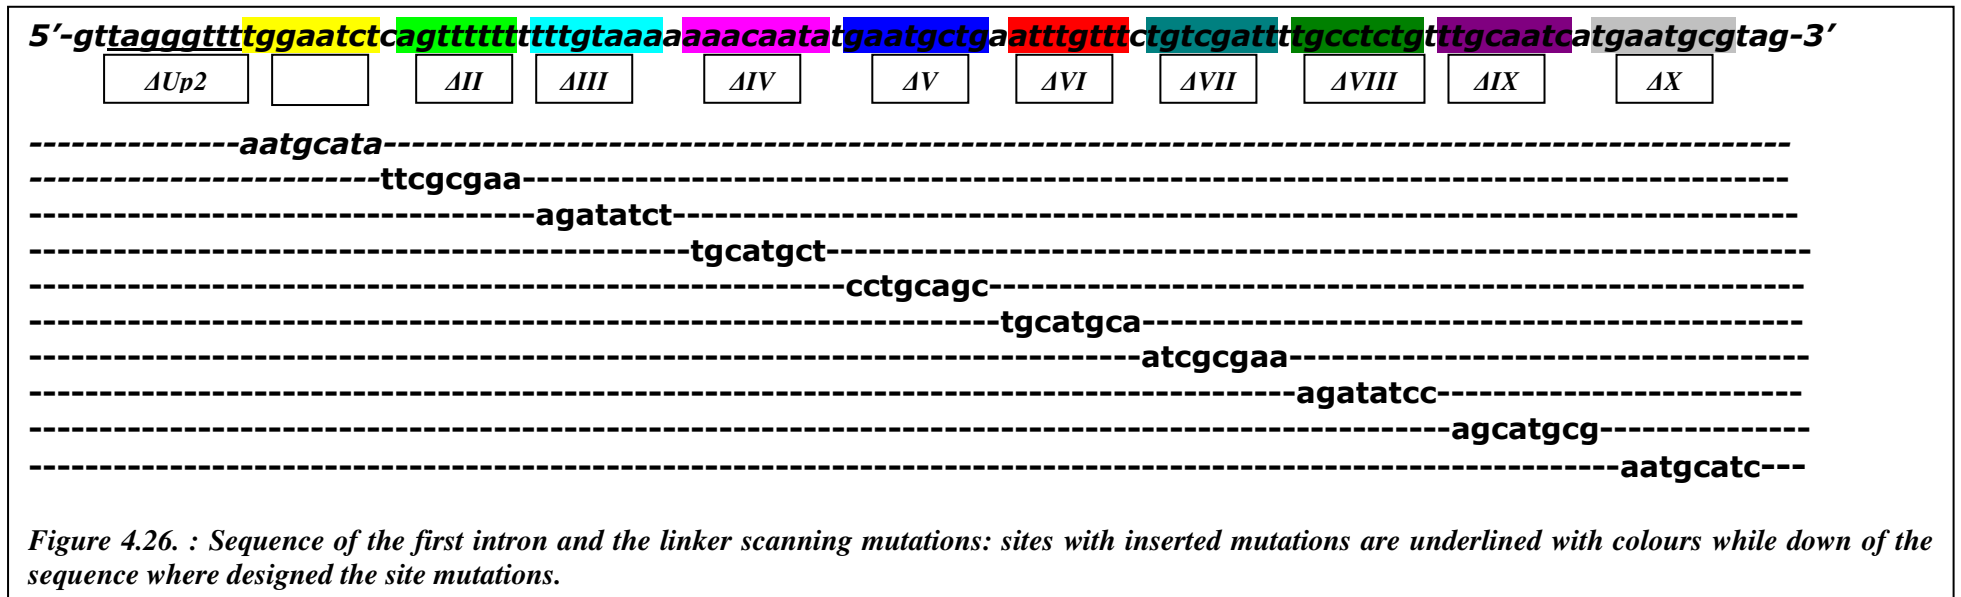 5’-gttagggttttggaatctcagttttttttttgtaaaaaaacaatatgaatgctgaatttgtttctgtcgattttgcctctgtttgcaatcatgaatgcgtag-3’
ΔUp2 ΔII ΔIII ΔIV ΔV ΔVI ΔVII ΔVIII ΔIX ΔX
---------------aatgcata----------------------------------------------------------------------------------------------------
-------------------------ttcgcgaa------------------------------------------------------------------------------------------
------------------------------------agatatct--------------------------------------------------------------------------------
-----------------------------------------------tgcatgct----------------------------------------------------------------------
----------------------------------------------------------cctgcagc----------------------------------------------------------
---------------------------------------------------------------------tgcatgca-----------------------------------------------
-------------------------------------------------------------------------------atcgcgaa-------------------------------------
------------------------------------------------------------------------------------------agatatcc--------------------------
-----------------------------------------------------------------------------------------------------agcatgcg---------------
-----------------------------------------------------------------------------------------------------------------aatgcatc---
Figure 4.26. : Sequence of the first intron and the linker scanning mutations: sites with inserted mutations are underlined with colours while down of the
sequence where designed the site mutations.